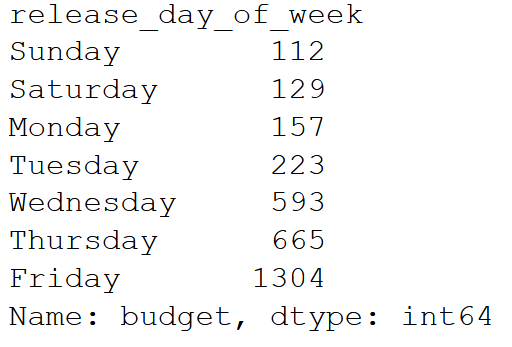 release_day_of_week
Sunday 112
Saturday 129
Monday 157
Tuesday 223
Wednesday 593
Thursday 665
Friday 1304
Name: budget, dtype: int64